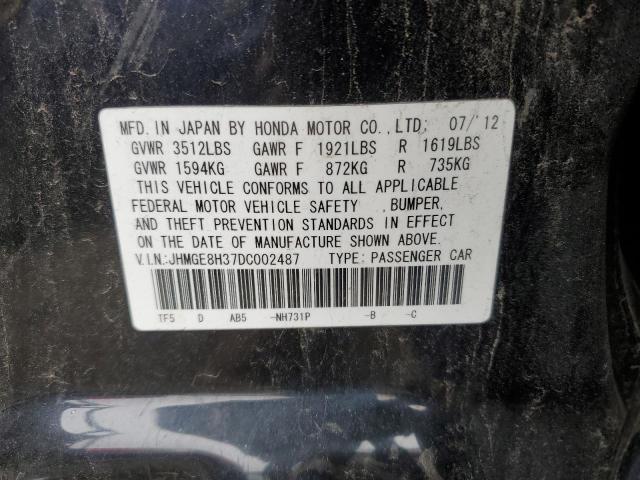 MFD. IN JAPAN BY HONDA MOTOR CO., LTD. 07/'12
GVWR 3512LBS GAWR F 1921LBS R 1619LBS
GVWR 1594KG GAWR F 872KG R 735KG
THIS VEHICLE CONFORMS TO ALL APPLICABLE
FEDERAL MOTOR VEHICLE SAFETY , BUMPER,
AND THEFT PREVENTION STANDARDS IN EFFECT
ON THE DATE OF MANUFACTURE SHOWN ABOVE.
V.I.N.:JHMGE8H37DC002487 TYPE: PASSENGER CAR
TF5 D AB5 -NH731P -B -C